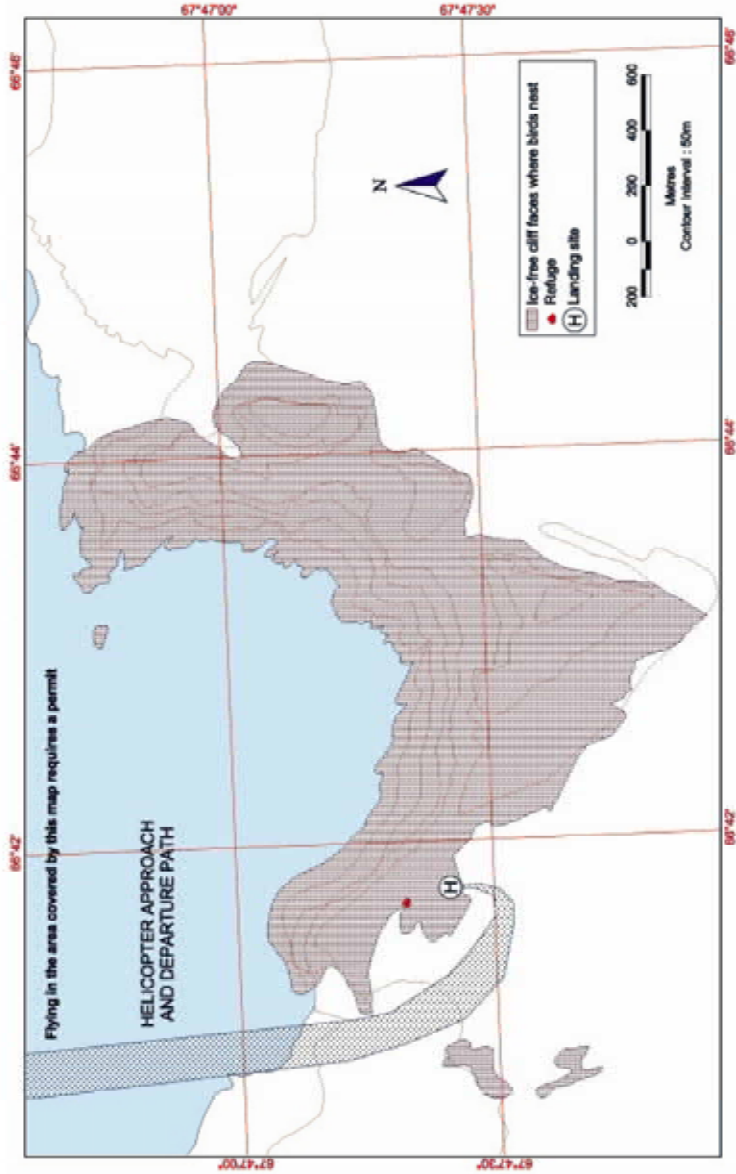 66°42'
66°44'
66°46'
Flying in the area covered by this map requires a permit
HELICOPTER APPROACH
AND DEPARTURE PATH
67°47'00'
67°47'00'
N
67°47'30'
67°47'30'
H
Ice-free cliff faces where birds nest
Refuge
H Landing site
200 0 200 400 600
Metres
Contour Interval : 50m
66°42'
66°44'
66°46'